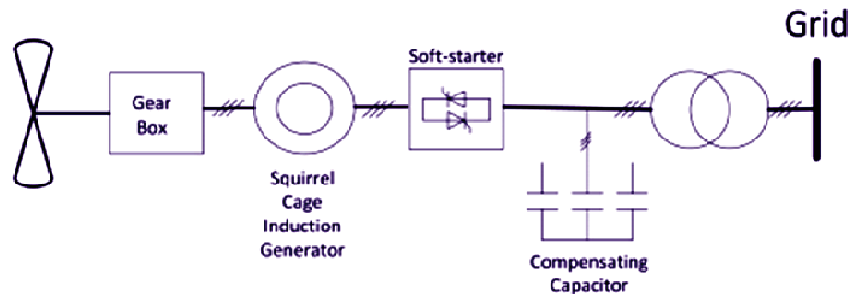 Grid
Soft-starter
Gear
Box
Squirrel
Cage
Induction
Generator
Compensating
Capacitor